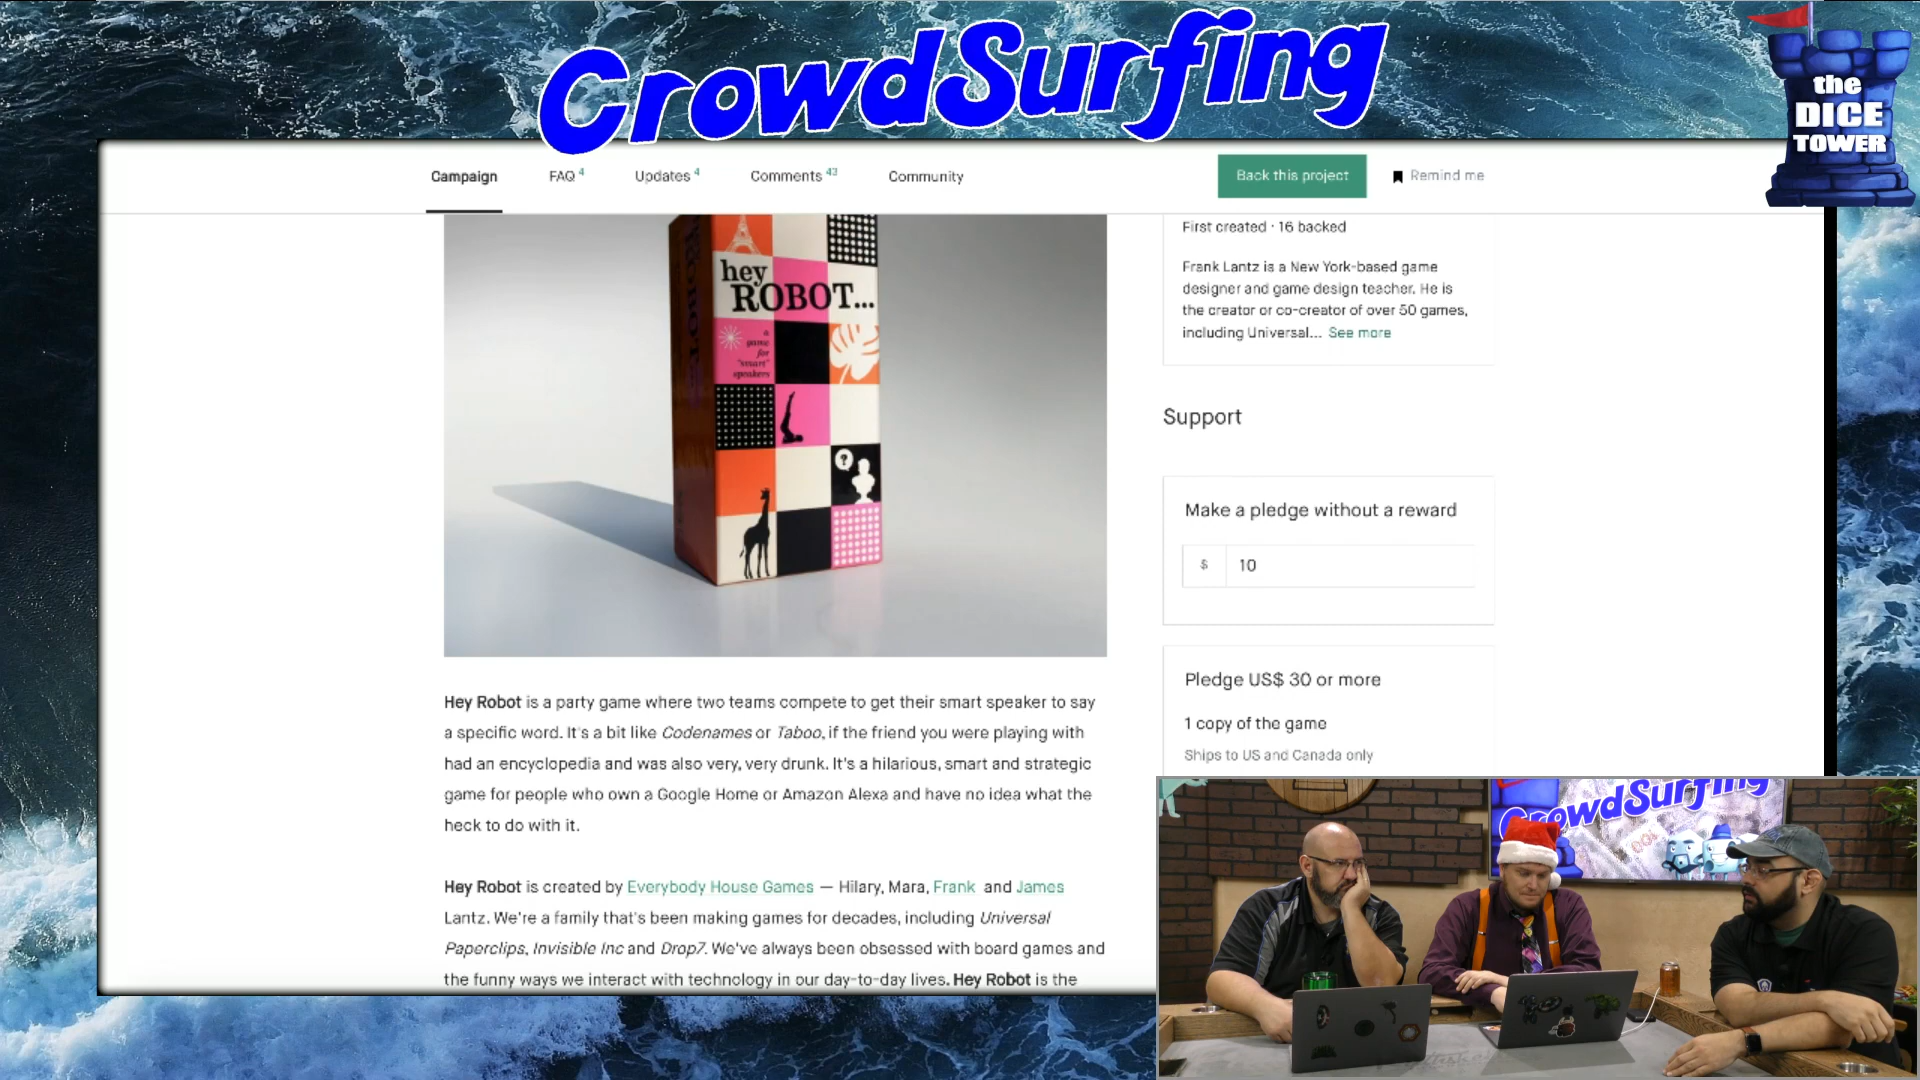 CrowdSurfing
the
DICE
TOWER
Campaign
FAQ 4
Updates 4
Comments 43
Community
Back this project
Remind me
hey
ROBOT...
a
game
for
"smart"
speakers
First created · 16 backed
Frank Lantz is a New York-based game
designer and game design teacher. He is
the creator or co-creator of over 50 games,
including Universal... See more
Support
Make a pledge without a reward
$ 10
Pledge US$ 30 or more
1 copy of the game
Ships to US and Canada only
Hey Robot is a party game where two teams compete to get their smart speaker to say
a specific word. It's a bit like Codenames or Taboo, if the friend you were playing with
had an encyclopedia and was also very, very drunk. It's a hilarious, smart and strategic
game for people who own a Google Home or Amazon Alexa and have no idea what the
heck to do with it.
Hey Robot is created by Everybody House Games — Hilary, Mara, Frank and James
Lantz. We're a family that's been making games for decades, including Universal
Paperclips, Invisible Inc and Drop7. We've always been obsessed with board games and
the funny ways we interact with technology in our day-to-day lives. Hey Robot is the
CrowdSurfing